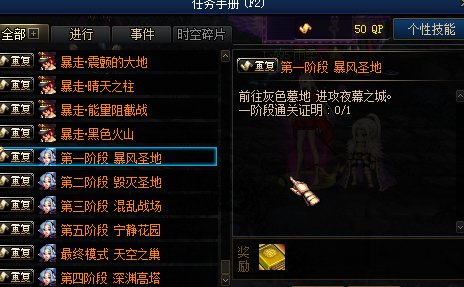 任务手册 (F2)
全部 进行 事件 时空碎片
50 QP 个性技能
重复 暴走·震颤的大地
重复 暴走·晴天之柱
重复 暴走·能量阻截战
重复 暴走·黑色火山
重复 第一阶段 暴风圣地
重复 第二阶段 毁灭圣地
重复 第三阶段 混乱战场
重复 第五阶段 宁静花园
重复 最终模式 天空之巢
重复 第四阶段 深渊高塔
重复 第一阶段 暴风圣地
前往灰色墓地 进攻夜幕之城。
一阶段通关证明：0/1
奖励